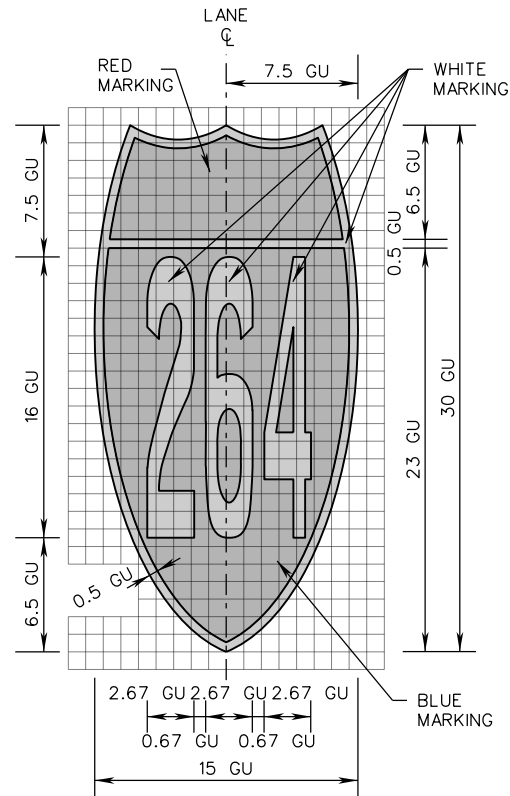 LANE
℄
7.5 GU
RED
MARKING
WHITE
MARKING
7.5 GU
6.5 GU
0.5 GU
264
16 GU
30 GU
23 GU
6.5 GU
0.5 GU
2.67 GU 2.67 GU 2.67 GU
0.67 GU 0.67 GU
15 GU
BLUE
MARKING